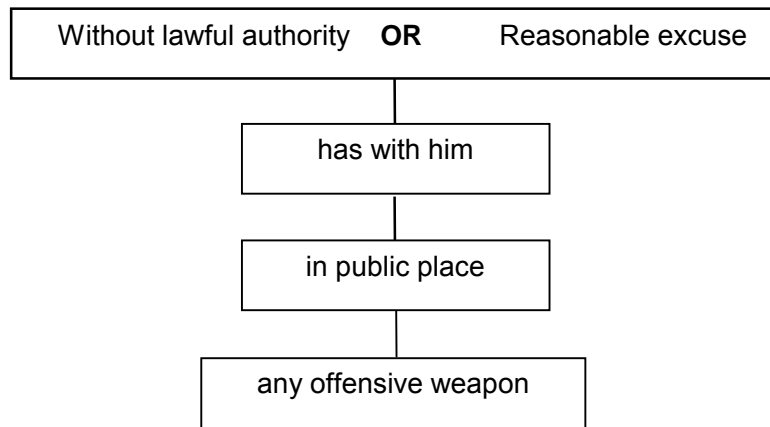 Without lawful authority OR Reasonable excuse
has with him
in public place
any offensive weapon